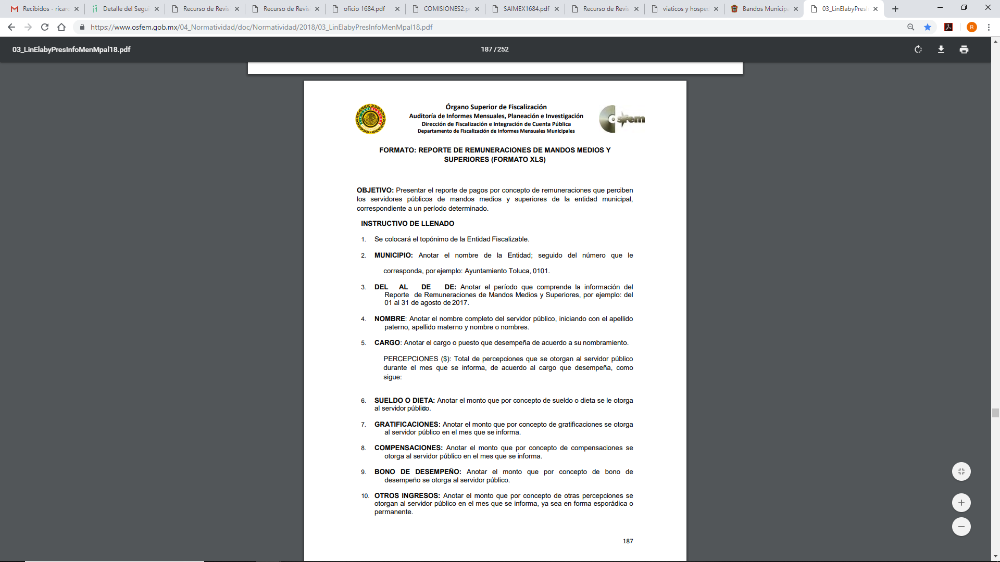 Recibidos - ricar
Detalle del Segui
Recurso de Revis
Recurso de Revis
oficio 1684.pdf
COMISIONES2.p
SAIMEX1684.pdf
Recurso de Revis
viaticos y hosped
Bandos Municipa
03_LinElabyPresI
https://www.osfem.gob.mx/04_Normatividad/doc/Normatividad/2018/03_LinElabyPresInfoMenMpal18.pdf
R
03_LinElabyPresInfoMenMpal18.pdf
187 / 252
Órgano Superior de Fiscalización
Auditoría de Informes Mensuales, Planeación e Investigación
Dirección de Fiscalización e Integración de Cuenta Pública
Departamento de Fiscalización de Informes Mensuales Municipales
osfem
FORMATO: REPORTE DE REMUNERACIONES DE MANDOS MEDIOS Y
SUPERIORES (FORMATO XLS)
OBJETIVO: Presentar el reporte de pagos por concepto de remuneraciones que perciben
los servidores públicos de mandos medios y superiores de la entidad municipal,
correspondiente a un período determinado.
INSTRUCTIVO DE LLENADO
1. Se colocará el topónimo de la Entidad Fiscalizable.
2. MUNICIPIO: Anotar el nombre de la Entidad; seguido del número que le
corresponda, por ejemplo: Ayuntamiento Toluca, 0101.
3. DEL AL DE DE: Anotar el período que comprende la información del
Reporte de Remuneraciones de Mandos Medios y Superiores, por ejemplo: del
01 al 31 de agosto de 2017.
4. NOMBRE: Anotar el nombre completo del servidor público, iniciando con el apellido
paterno, apellido materno y nombre o nombres.
5. CARGO: Anotar el cargo o puesto que desempeña de acuerdo a su nombramiento.
PERCEPCIONES ($): Total de percepciones que se otorgan al servidor público
durante el mes que se informa, de acuerdo al cargo que desempeña, como
sigue:
6. SUELDO O DIETA: Anotar el monto que por concepto de sueldo o dieta se le otorga
al servidor público.
7. GRATIFICACIONES: Anotar el monto que por concepto de gratificaciones se otorga
al servidor público en el mes que se informa.
8. COMPENSACIONES: Anotar el monto que por concepto de compensaciones se
otorga al servidor público en el mes que se informa.
9. BONO DE DESEMPEÑO: Anotar el monto que por concepto de bono de
desempeño se otorga al servidor público.
10. OTROS INGRESOS: Anotar el monto que por concepto de otras percepciones se
otorgan al servidor público en el mes que se informa, ya sea en forma esporádica o
permanente.
187